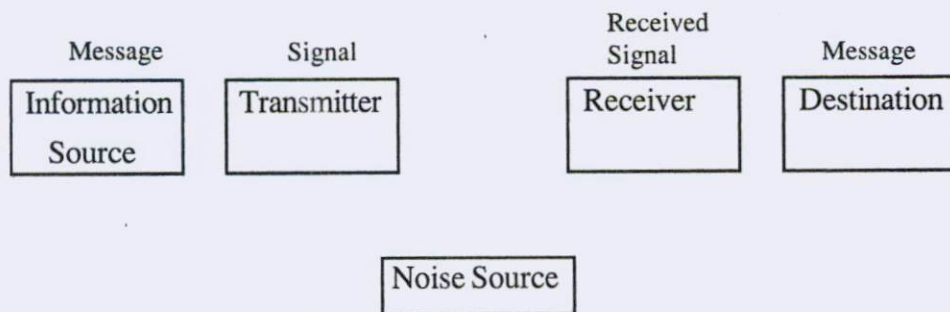 Message
Signal
Received
Signal
Message
Information
Source
Transmitter
Receiver
Destination
Noise Source